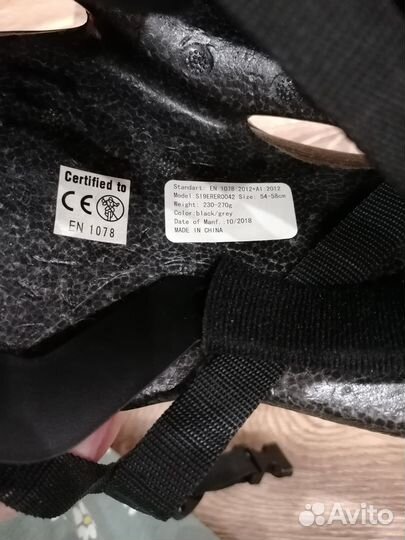 Certified to
CE
EN 1078
Standart: EN 1078:2012+A1:2012
Model:S19ERERO042 Size: 54-58cm
Weight: 230-270g
Color:black/grey
Date of Manf.:10/2018
MADE IN CHINA
Avito